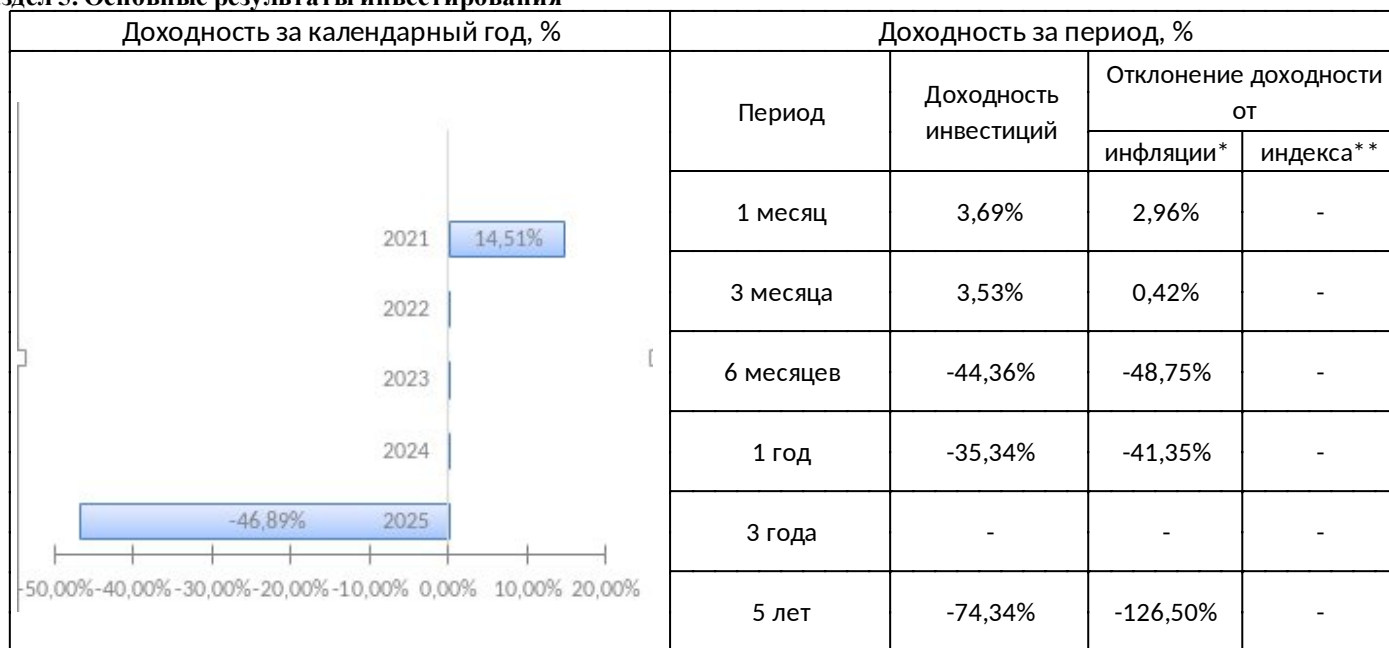 Основные результаты инвестирования
Доходность за календарный год, %
Доходность за период, %
2021
14,51%
2022
2023
2024
-46,89%
2025
-50,00%
-40,00%
-30,00%
-20,00%
-10,00%
0,00%
10,00%
20,00%
Период
Доходность
инвестиций
Отклонение доходности
от
инфляции*
индекса**
1 месяц
3,69%
2,96%
-
3 месяца
3,53%
0,42%
-
6 месяцев
-44,36%
-48,75%
-
1 год
-35,34%
-41,35%
-
3 года
-
-
-
5 лет
-74,34%
-126,50%
-